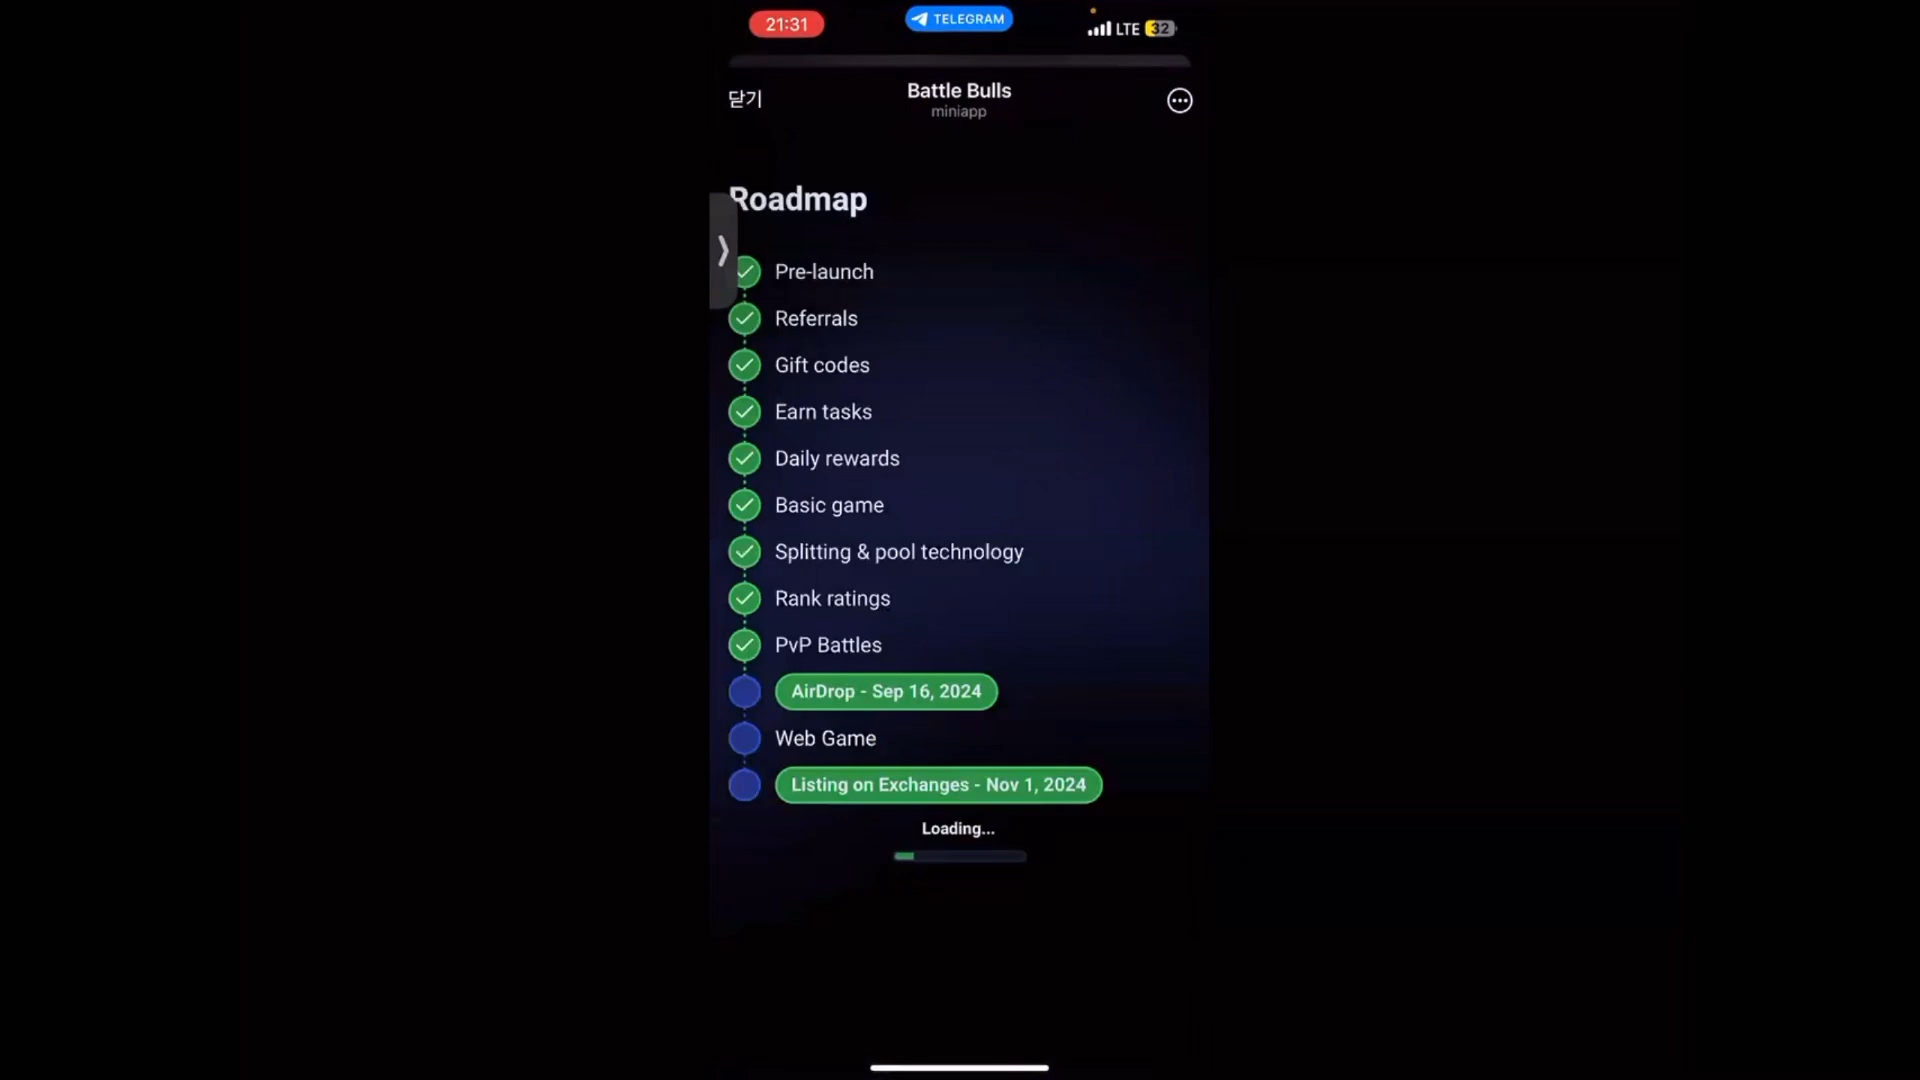 21:31
TELEGRAM
LTE 32
닫기
Battle Bulls
miniapp
Roadmap
Pre-launch
Referrals
Gift codes
Earn tasks
Daily rewards
Basic game
Splitting & pool technology
Rank ratings
PvP Battles
AirDrop - Sep 16, 2024
Web Game
Listing on Exchanges - Nov 1, 2024
Loading...